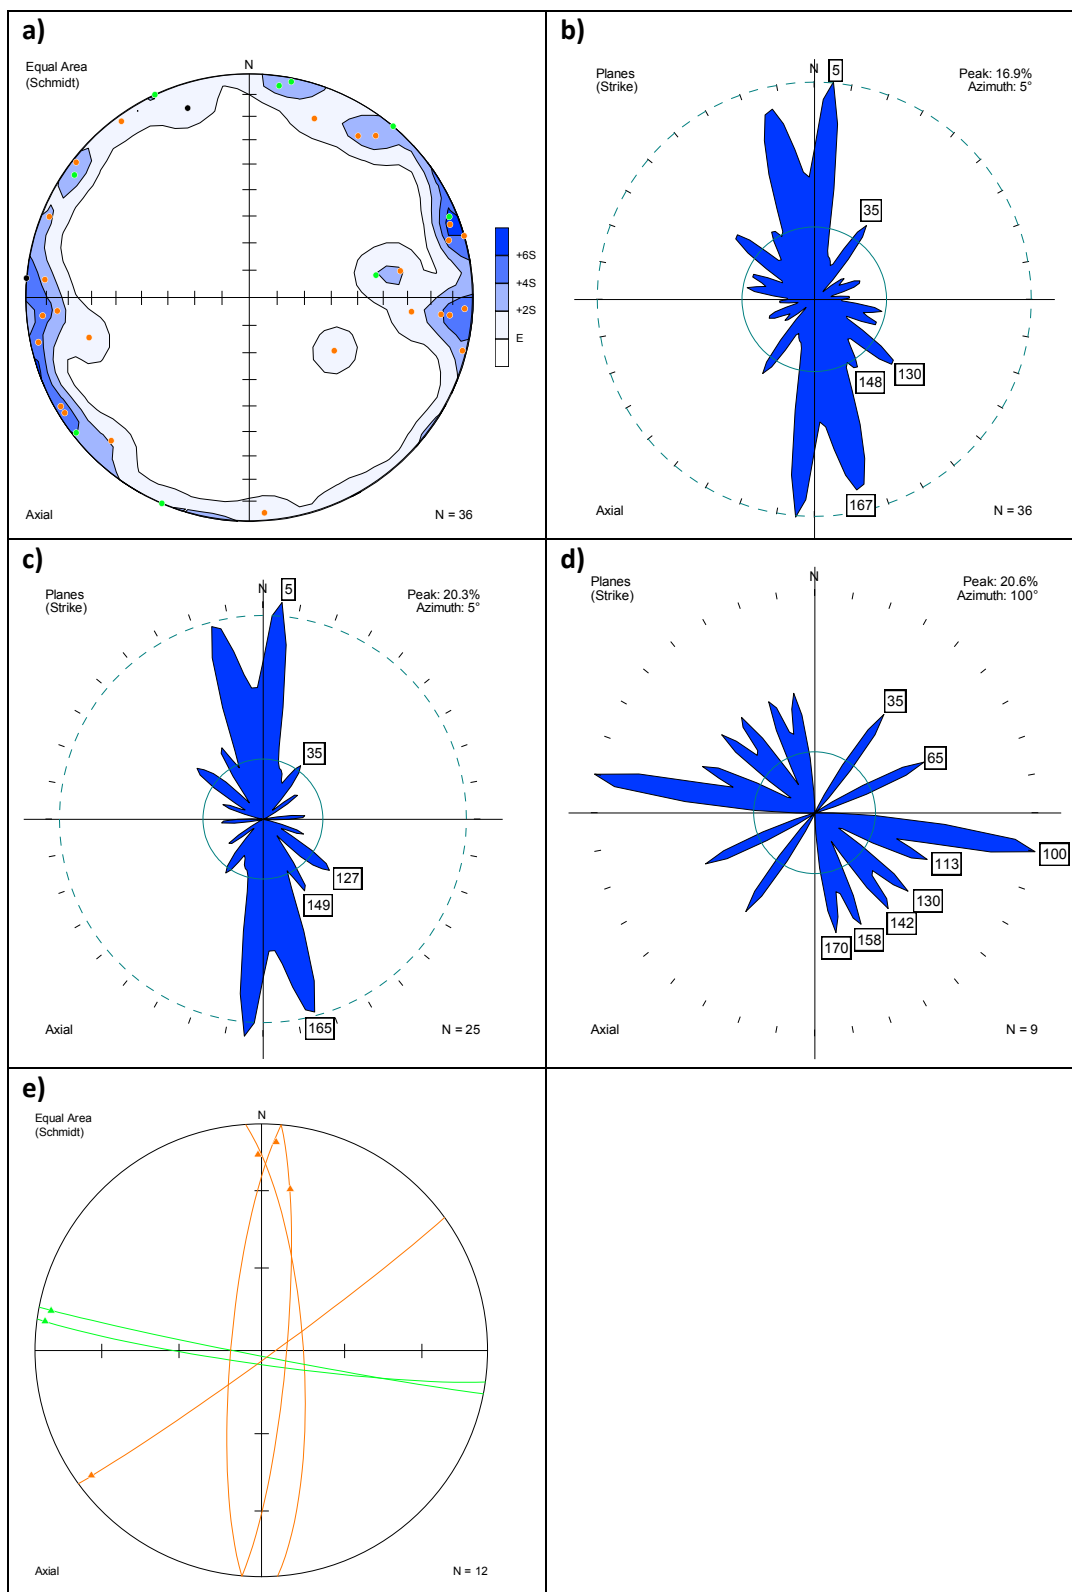 a)
Equal Area
(Schmidt)
N
+6S
+4S
+2S
E
Axial
N = 36
b)
Planes
(Strike)
N
5
Peak: 16.9%
Azimuth: 5°
35
130
148
167
Axial
N = 36
c)
Planes
(Strike)
N
5
Peak: 20.3%
Azimuth: 5°
35
127
149
165
Axial
N = 25
d)
Planes
(Strike)
N
Peak: 20.6%
Azimuth: 100°
35
65
100
113
130
142
158
170
Axial
N = 9
e)
Equal Area
(Schmidt)
N
Axial
N = 12